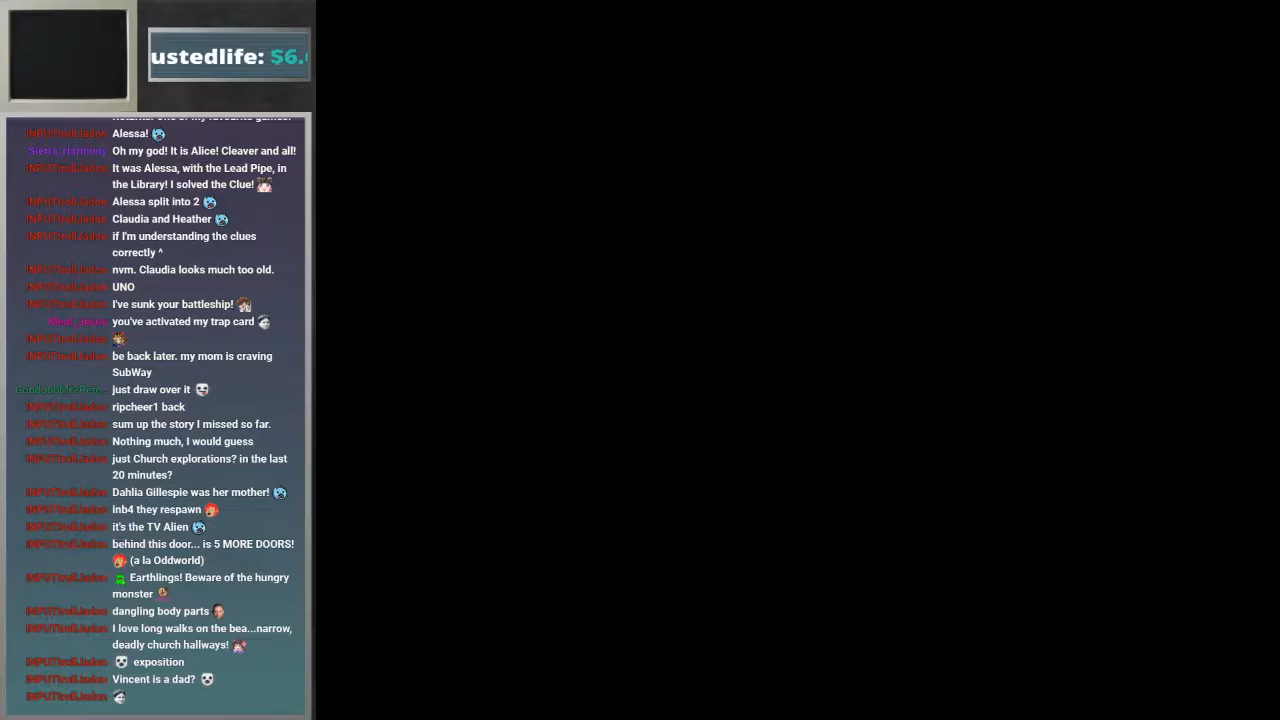 ustedlife: $6.
Alessa!
Sierra_Harmony Oh my god! It is Alice! Cleaver and all!
It was Alessa, with the Lead Pipe, in
the Library! I solved the Clue!
Alessa split into 2
Claudia and Heather
if I'm understanding the clues
correctly ^
nvm. Claudia looks much too old.
UNO
I've sunk your battleship!
you've activated my trap card
be back later. my mom is craving
SubWay
just draw over it
ripcheer1 back
sum up the story I missed so far.
Nothing much, I would guess
just Church explorations? in the last
20 minutes?
Dahlia Gillespie was her mother!
inb4 they respawn
it's the TV Alien
behind this door... is 5 MORE DOORS!
(a la Oddworld)
Earthlings! Beware of the hungry
monster
dangling body parts
I love long walks on the bea...narrow,
deadly church hallways!
exposition
Vincent is a dad?